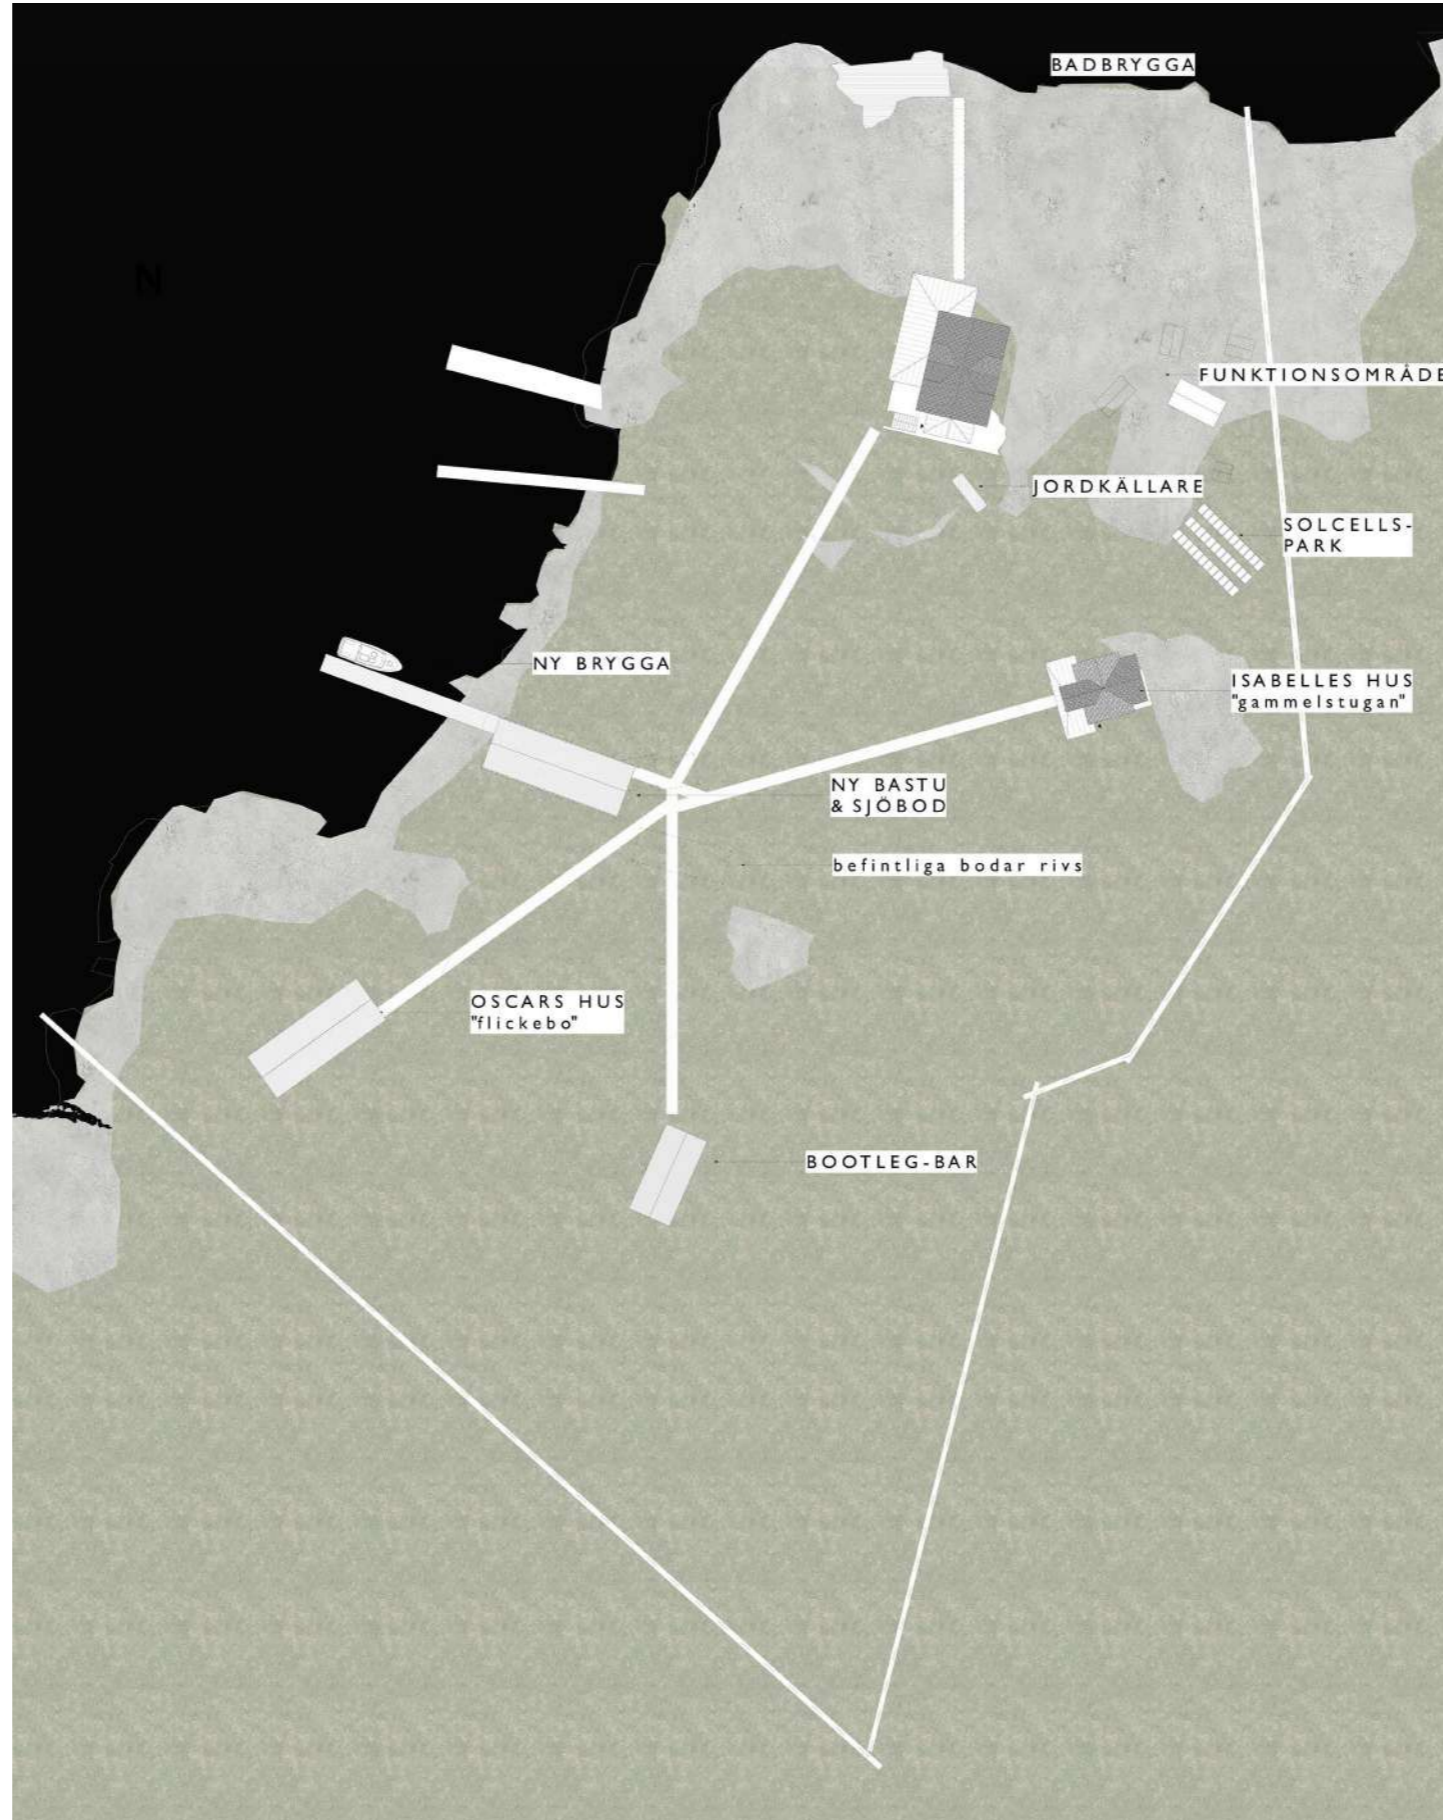 BADBRYGGA
N
FUNKTIONSOMRÅDE
JORDKÄLLARE
SOLCELLS-
PARK
NY BRYGGA
ISABELLES HUS
"gammelstugan"
NY BASTU
& SJÖBOD
befintliga bodar rivs
OSCARS HUS
"flickebo"
BOOTLEG-BAR